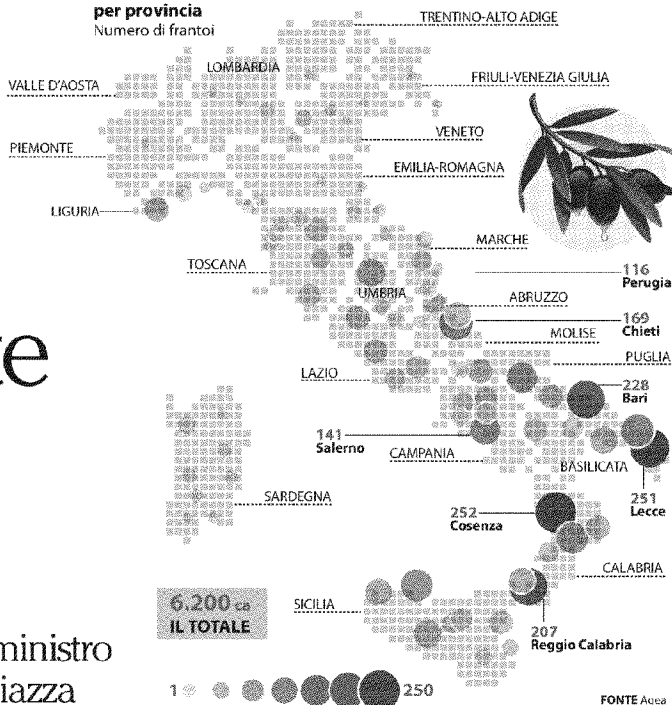 per provincia
Numero di frantoi
TRENTINO-ALTO ADIGE
LOMBARDIA
VALLE D'AOSTA
FRIULI-VENEZIA GIULIA
VENETO
PIEMONTE
EMILIA-ROMAGNA
LIGURIA
MARCHE
TOSCANA
116
Perugia
UMBRIA
ABRUZZO
169
Chieti
MOLISE
PUGLIA
LAZIO
228
Bari
141
Salerno
CAMPANIA
BASILICATA
251
Lecce
SARDEGNA
252
Cosenza
CALABRIA
6.200 ca
IL TOTALE
SICILIA
207
Reggio Calabria
ministro
iazza
1
250
FONTE Agea